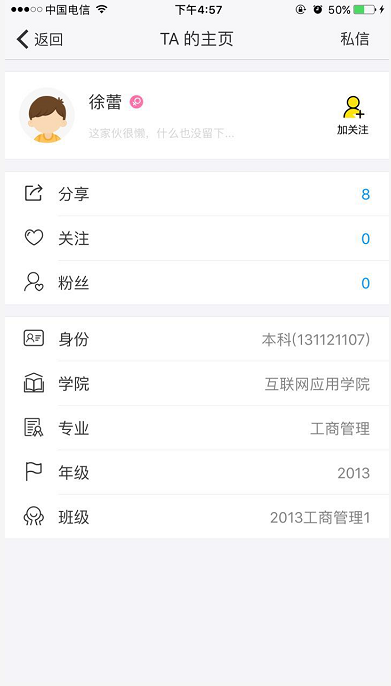 中国电信 下午4:57 50%
返回 TA 的主页 私信
徐蕾
这家伙很懒，什么也没留下...
加关注
分享 8
关注 0
粉丝 0
身份 本科(131121107)
学院 互联网应用学院
专业 工商管理
年级 2013
班级 2013工商管理1